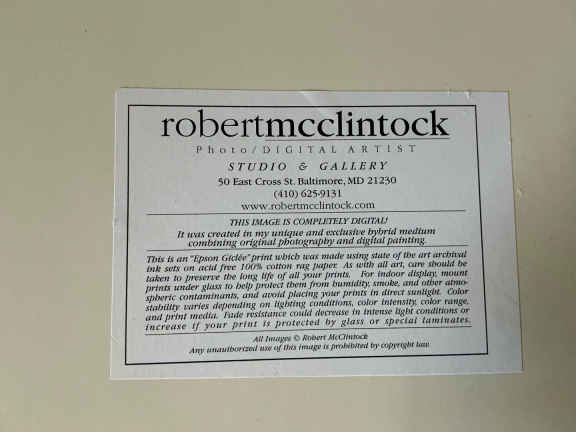 robertmcclintock
Photo/DIGITAL ARTIST
STUDIO & GALLERY
50 East Cross St. Baltimore, MD 21230
(410) 625-9131
www.robertmcclintock.com
THIS IMAGE IS COMPLETELY DIGITAL!
It was created in my unique and exclusive hybrid medium
combining original photography and digital painting.
This is an "Epson Giclée" print which was made using state of the art archival
ink sets on acid free 100% cotton rag paper. As with all art, care should be
taken to preserve the long life of all your prints. For indoor display, mount
prints under glass to help protect them from humidity, smoke, and other atmo-
spheric contaminants, and avoid placing your prints in direct sunlight. Color
stability varies depending on lighting conditions, color intensity, color range,
and print media. Fade resistance could decrease in intense light conditions or
increase if your print is protected by glass or special laminates.
All Images © Robert McClintock
Any unauthorized use of this image is prohibited by copyright law.